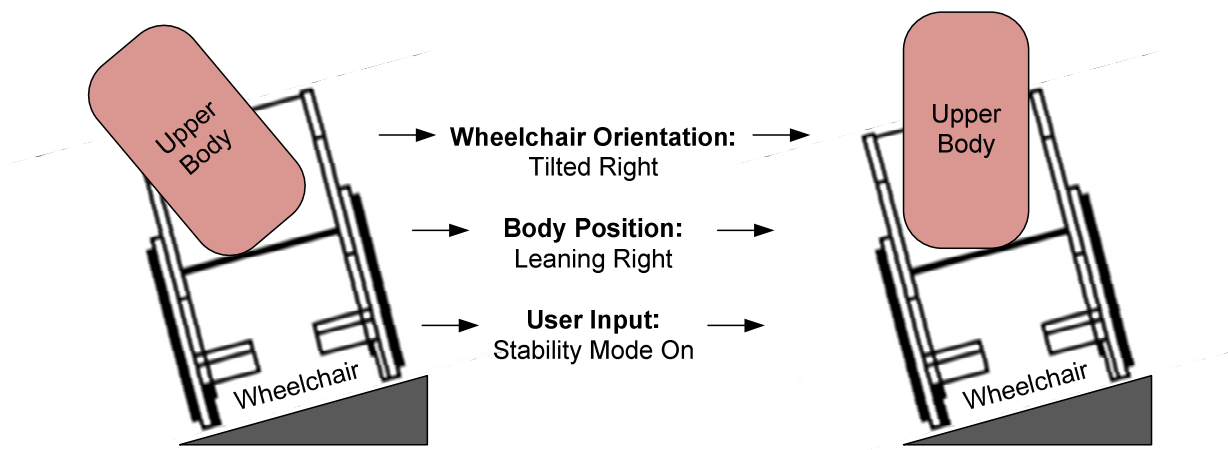 Upper
Body
Wheelchair
Wheelchair Orientation:
Tilted Right
Body Position:
Leaning Right
User Input:
Stability Mode On
Upper
Body
Wheelchair